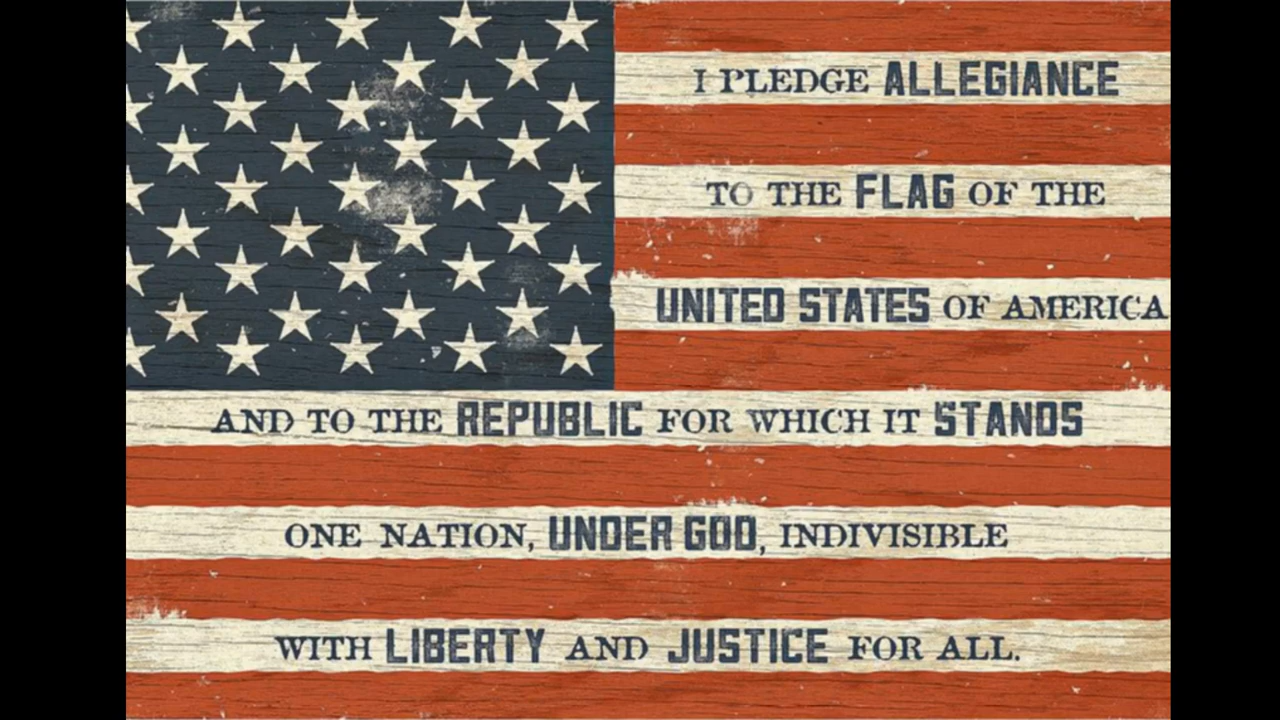 I PLEDGE ALLEGIANCE
TO THE FLAG OF THE
UNITED STATES OF AMERICA
AND TO THE REPUBLIC FOR WHICH IT STANDS
ONE NATION, UNDER GOD, INDIVISIBLE
WITH LIBERTY AND JUSTICE FOR ALL.